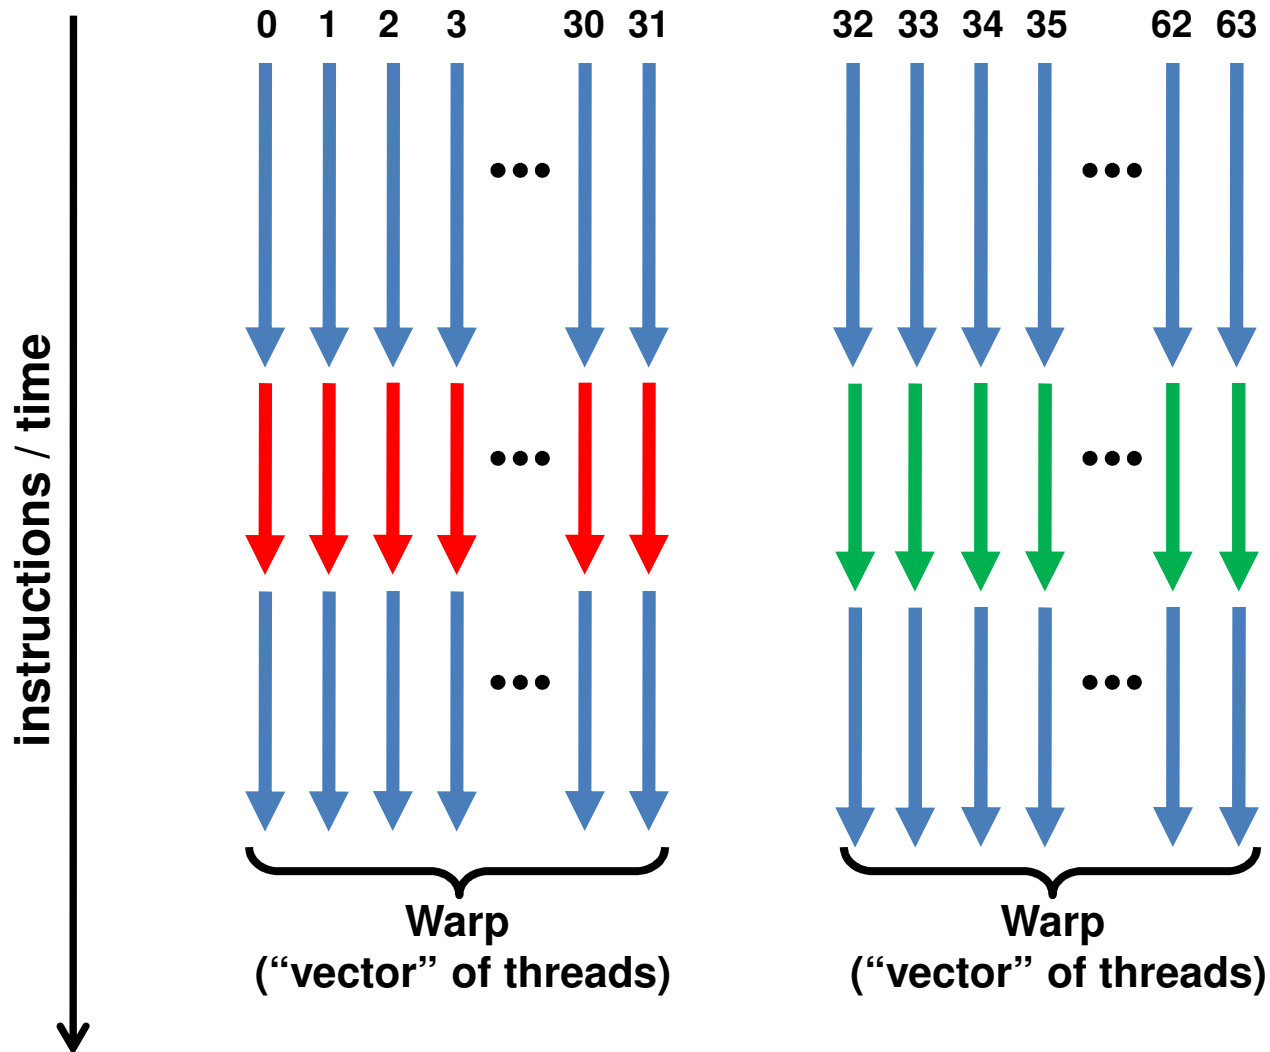 0 1 2 3 ••• 30 31 32 33 34 35 ••• 62 63
•••
•••
•••
•••
instructions / time
Warp
(“vector” of threads)
Warp
(“vector” of threads)